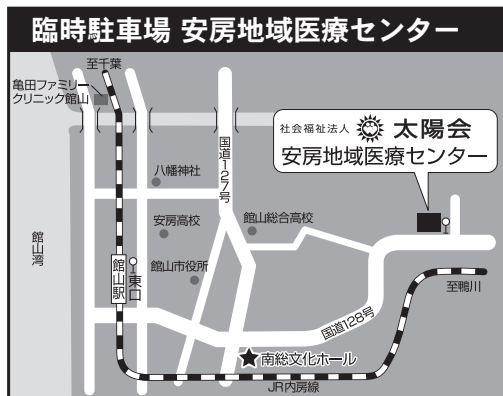 臨時駐車場 安房地域医療センター
至千葉
亀田ファミリー
クリニック館山
社会福祉法人 太陽会
安房地域医療センター
国道127号
八幡神社
安房高校
館山総合高校
館山湾
館山市役所
館山駅
東口
至鴨川
国道128号
南総文化ホール
JR内房線